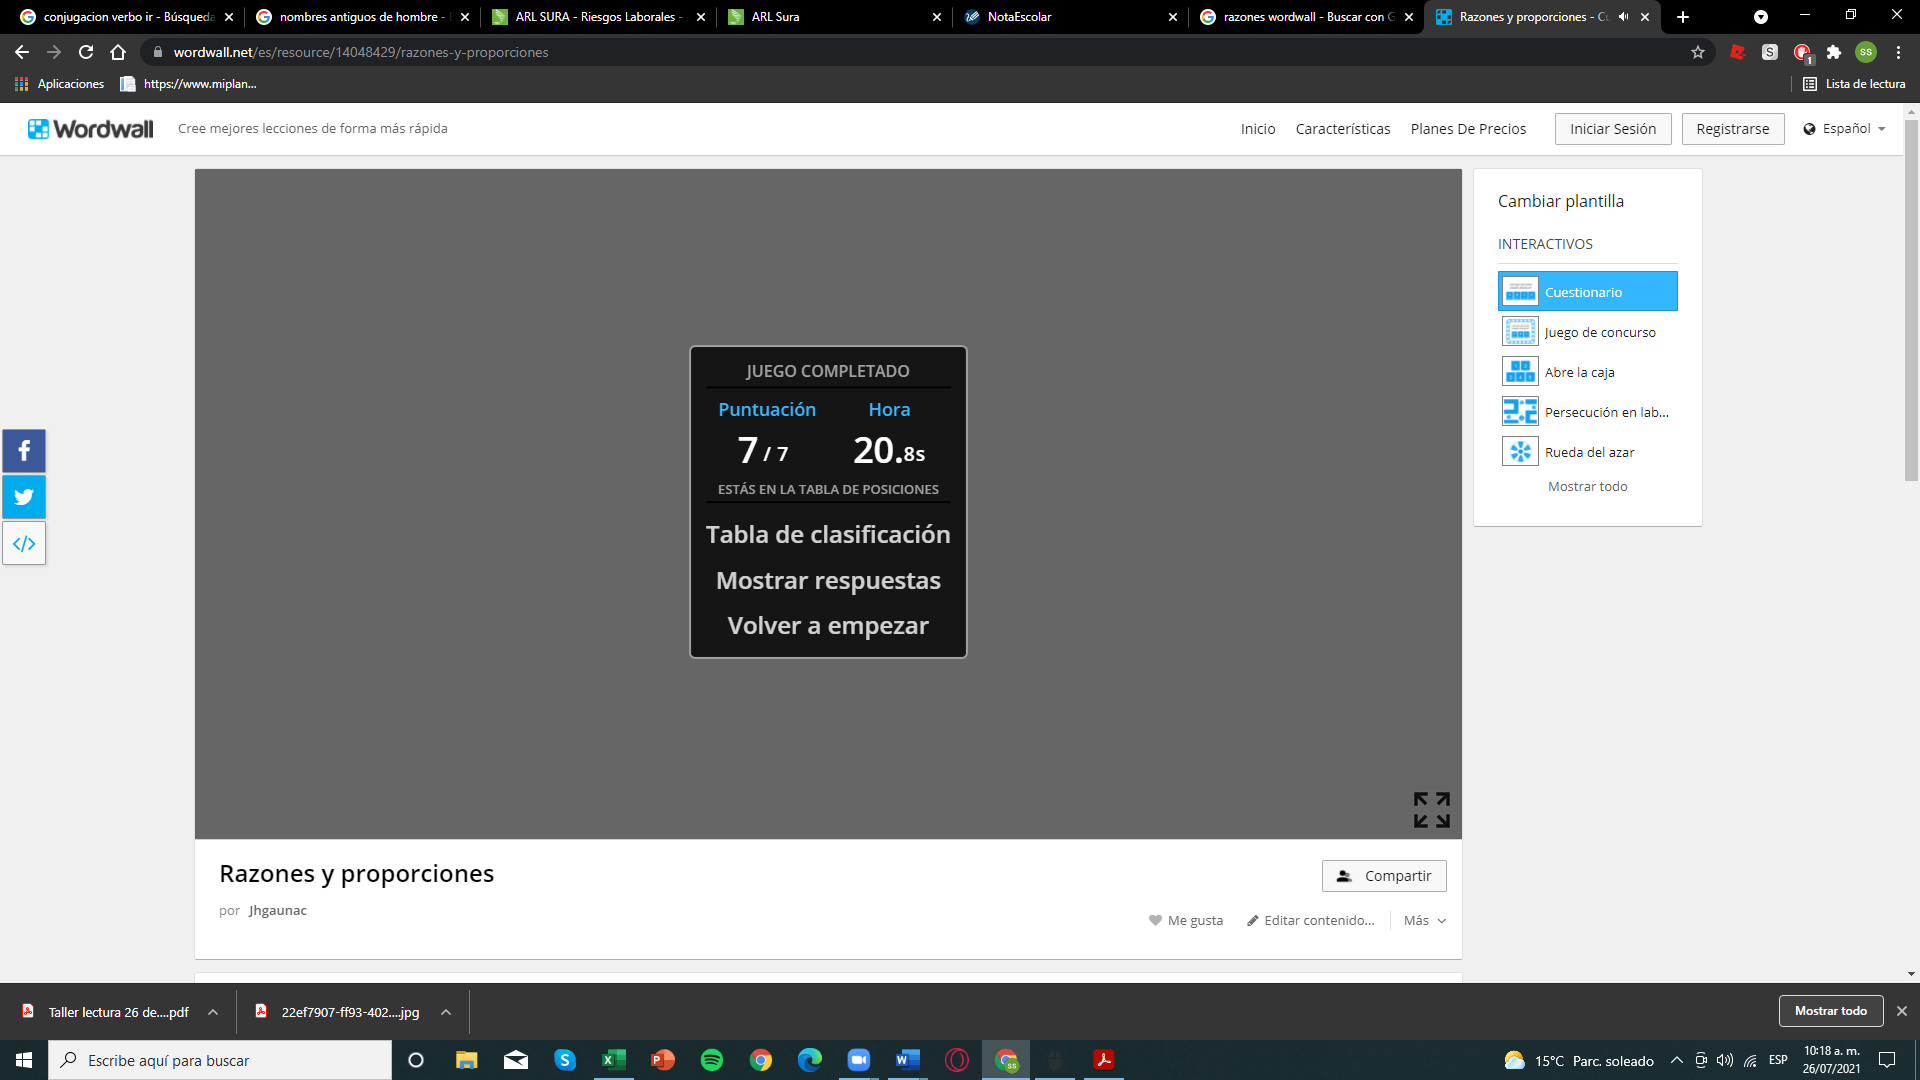 conjugacion verbo ir - Búsqueda
nombres antiguos de hombre -
ARL SURA - Riesgos Laborales -
ARL Sura
NotaEscolar
razones wordwall - Buscar con G
Razones y proporciones - Cu
wordwall.net/es/resource/14048429/razones-y-proporciones
S
1
SS
Aplicaciones
https://www.miplan...
Lista de lectura
Wordwall
Cree mejores lecciones de forma más rápida
Inicio
Características
Planes De Precios
Iniciar Sesión
Registrarse
Español
Cambiar plantilla
INTERACTIVOS
Cuestionario
Juego de concurso
Abre la caja
Persecución en lab...
Rueda del azar
Mostrar todo
JUEGO COMPLETADO
Puntuación Hora
7 / 7 20.8s
ESTÁS EN LA TABLA DE POSICIONES
Tabla de clasificación
Mostrar respuestas
Volver a empezar
Razones y proporciones
por Jhgaunac
Compartir
Me gusta
Editar contenido...
Más
Taller lectura 26 de....pdf
22ef7907-ff93-402....jpg
Mostrar todo
Escribe aquí para buscar
15°C Parc. soleado
ESP
10:18 a. m.
26/07/2021